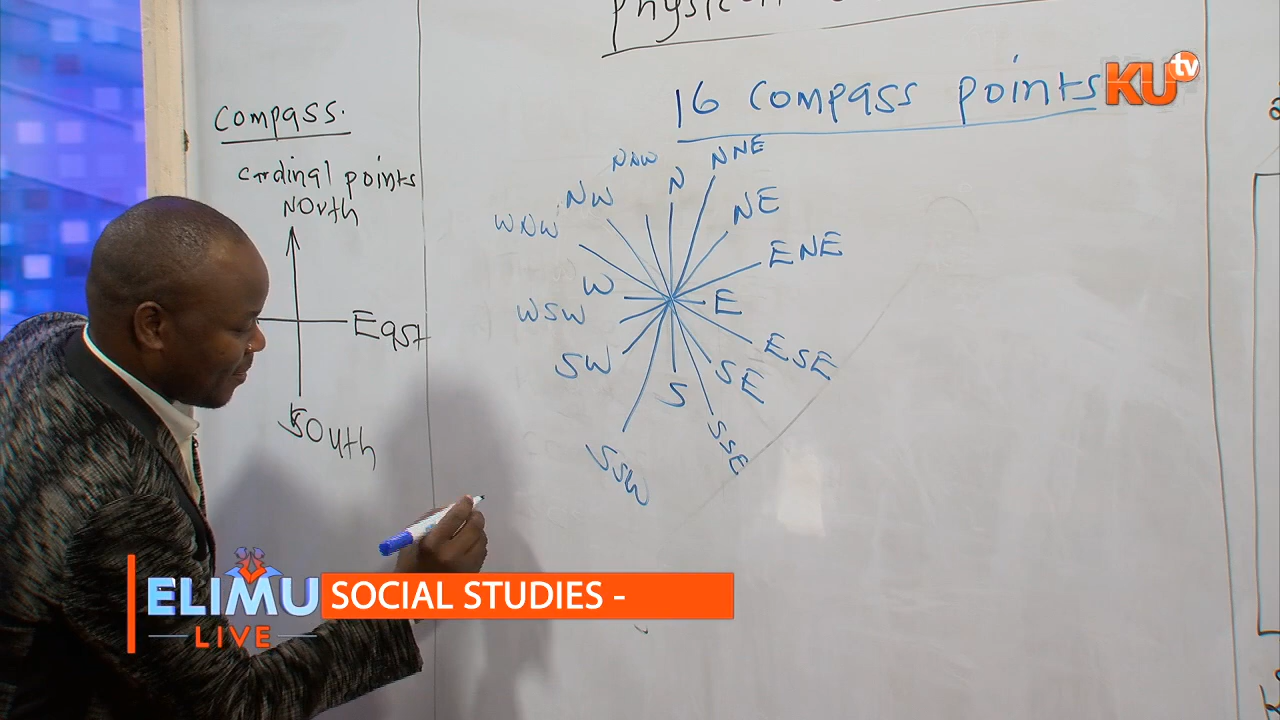 Physical
16 Compass points
KU tv
Compass.
Cardinal points
North
East
South
NNW
N
NNE
NW
NE
WNW
ENE
W
E
WSW
SW
S
SE
ESE
SSE
SSW
ELIMU
LIVE
SOCIAL STUDIES -